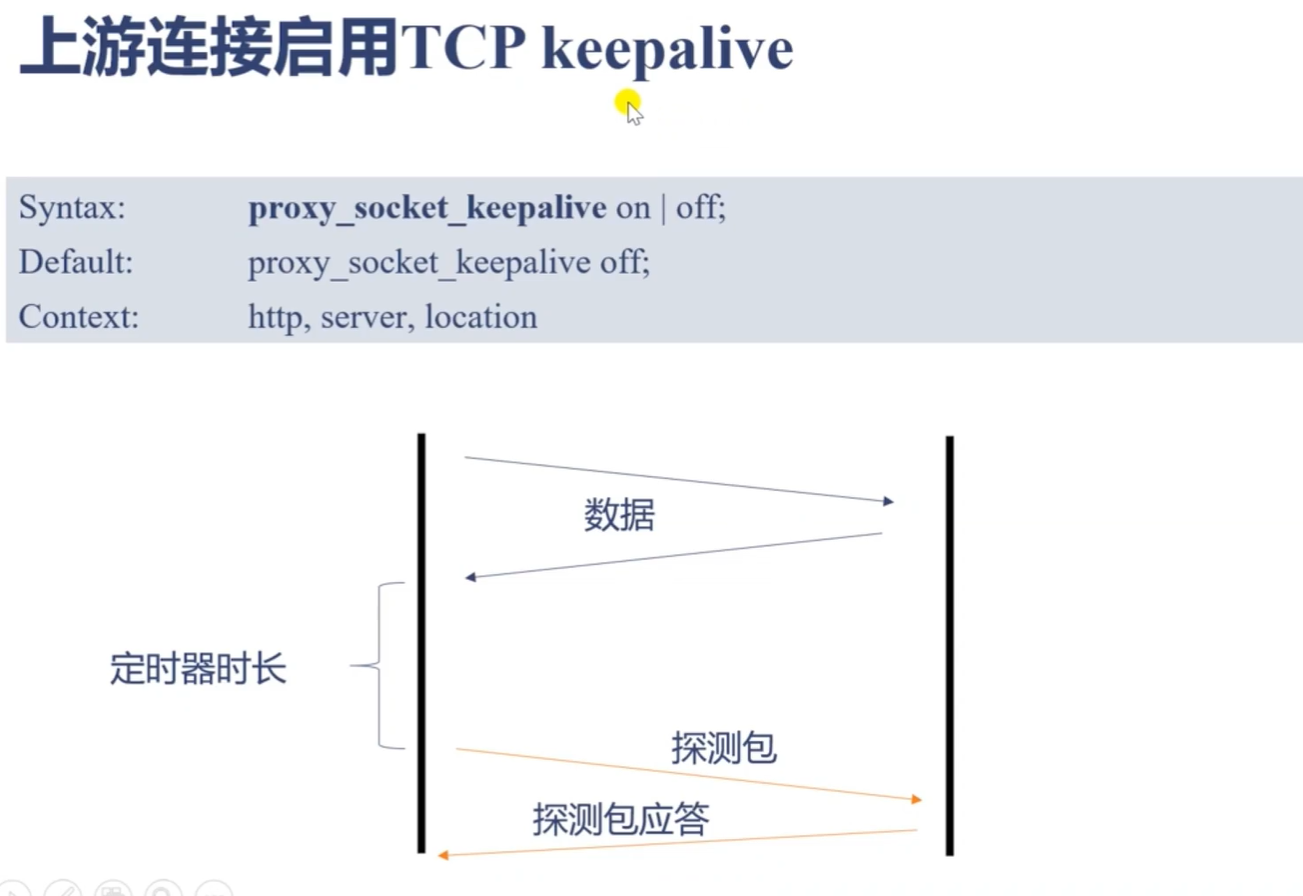 上游连接启用TCP keepalive
Syntax: proxy_socket_keepalive on | off;
Default: proxy_socket_keepalive off;
Context: http, server, location
数据
定时器时长
探测包
探测包应答